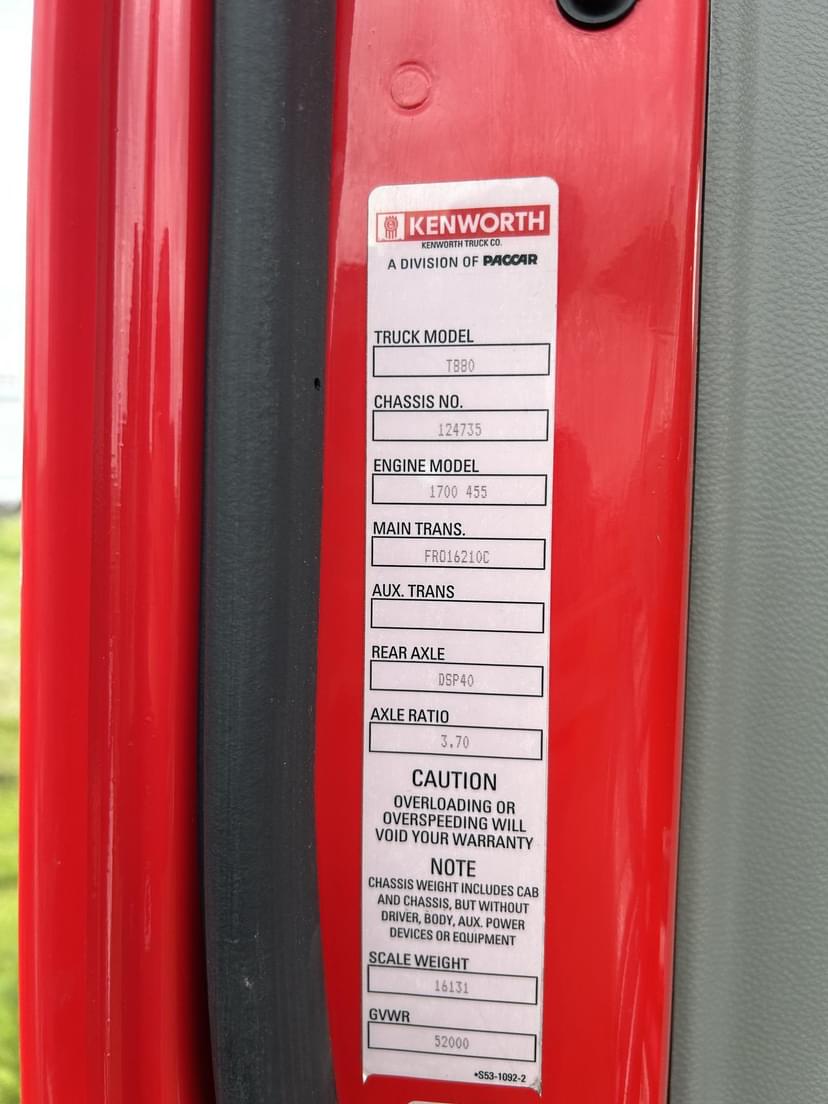 KENWORTH
KENWORTH TRUCK CO.
A DIVISION OF PACCAR
TRUCK MODEL
T880
CHASSIS NO.
124735
ENGINE MODEL
1700 455
MAIN TRANS.
FRO16210C
AUX. TRANS
REAR AXLE
DSP40
AXLE RATIO
3.70
CAUTION
OVERLOADING OR
OVERSPEEDING WILL
VOID YOUR WARRANTY
NOTE
CHASSIS WEIGHT INCLUDES CAB
AND CHASSIS, BUT WITHOUT
DRIVER, BODY, AUX. POWER
DEVICES OR EQUIPMENT
SCALE WEIGHT
16131
GVWR
52000
*S53-1092-2